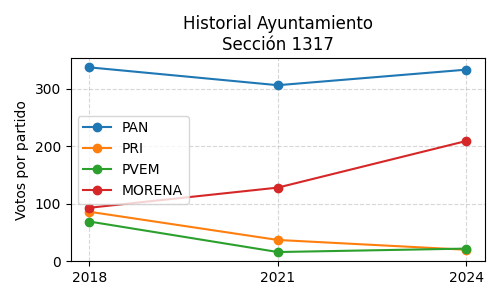 Historial Ayuntamiento
Sección 1317
Votos por partido
300
200
100
0
PAN
PRI
PVEM
MORENA
2018
2021
2024